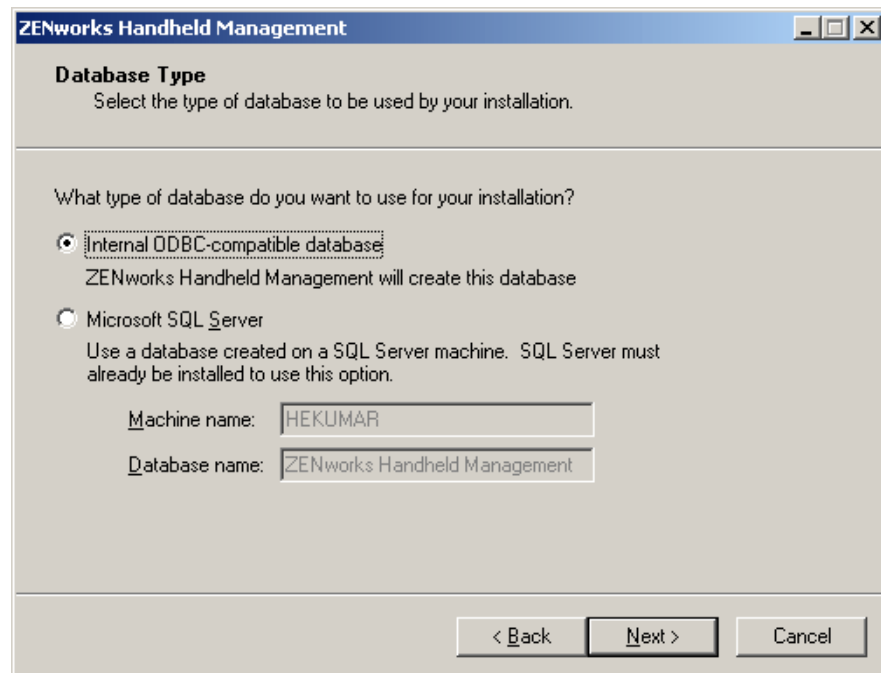 ZENworks Handheld Management
Database Type
Select the type of database to be used by your installation.
What type of database do you want to use for your installation?
Internal ODBC-compatible database
ZENworks Handheld Management will create this database
Microsoft SQL Server
Use a database created on a SQL Server machine.  SQL Server must
already be installed to use this option.
Machine name: HEKUMAR
Database name: ZENworks Handheld Management
< Back Next > Cancel